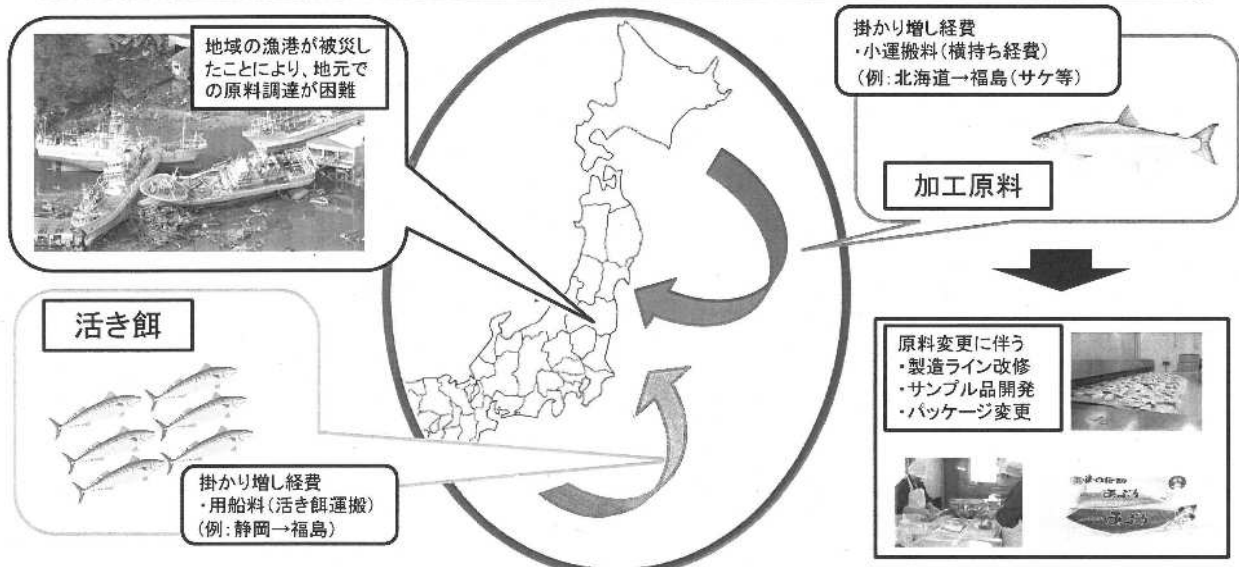 地域の漁港が被災し
たことにより、地元で
の原料調達が困難
掛かり増し経費
・小運搬料(横持ち経費)
(例:北海道→福島(サケ等)
加工原料
活き餌
掛かり増し経費
・用船料(活き餌運搬)
(例:静岡→福島)
原料変更に伴う
・製造ライン改修
・サンプル品開発
・パッケージ変更